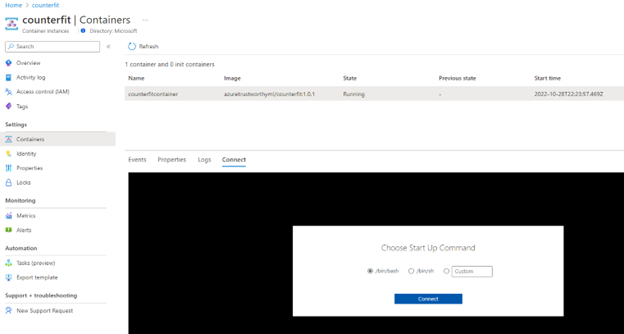 Home > counterfit
counterfit | Containers ...
Container instances | Directory: Microsoft
Search
«
Refresh
Overview
Activity log
Access control (IAM)
Tags
Settings
Containers
Identity
Properties
Locks
Monitoring
Metrics
Alerts
Automation
Tasks (preview)
Export template
Support + troubleshooting
New Support Request
1 container and 0 init containers
Name Image State Previous state Start time
counterfitcontainer azuretrustworthyml/counterfit:1.0.1 Running - 2022-10-28T22:23:57.469Z
Events Properties Logs Connect
Choose Start Up Command
/bin/bash /bin/sh Custom
Connect